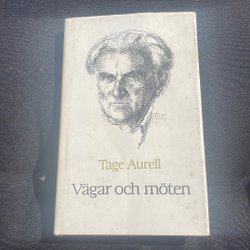 Tage Aurell
Vägar och möten